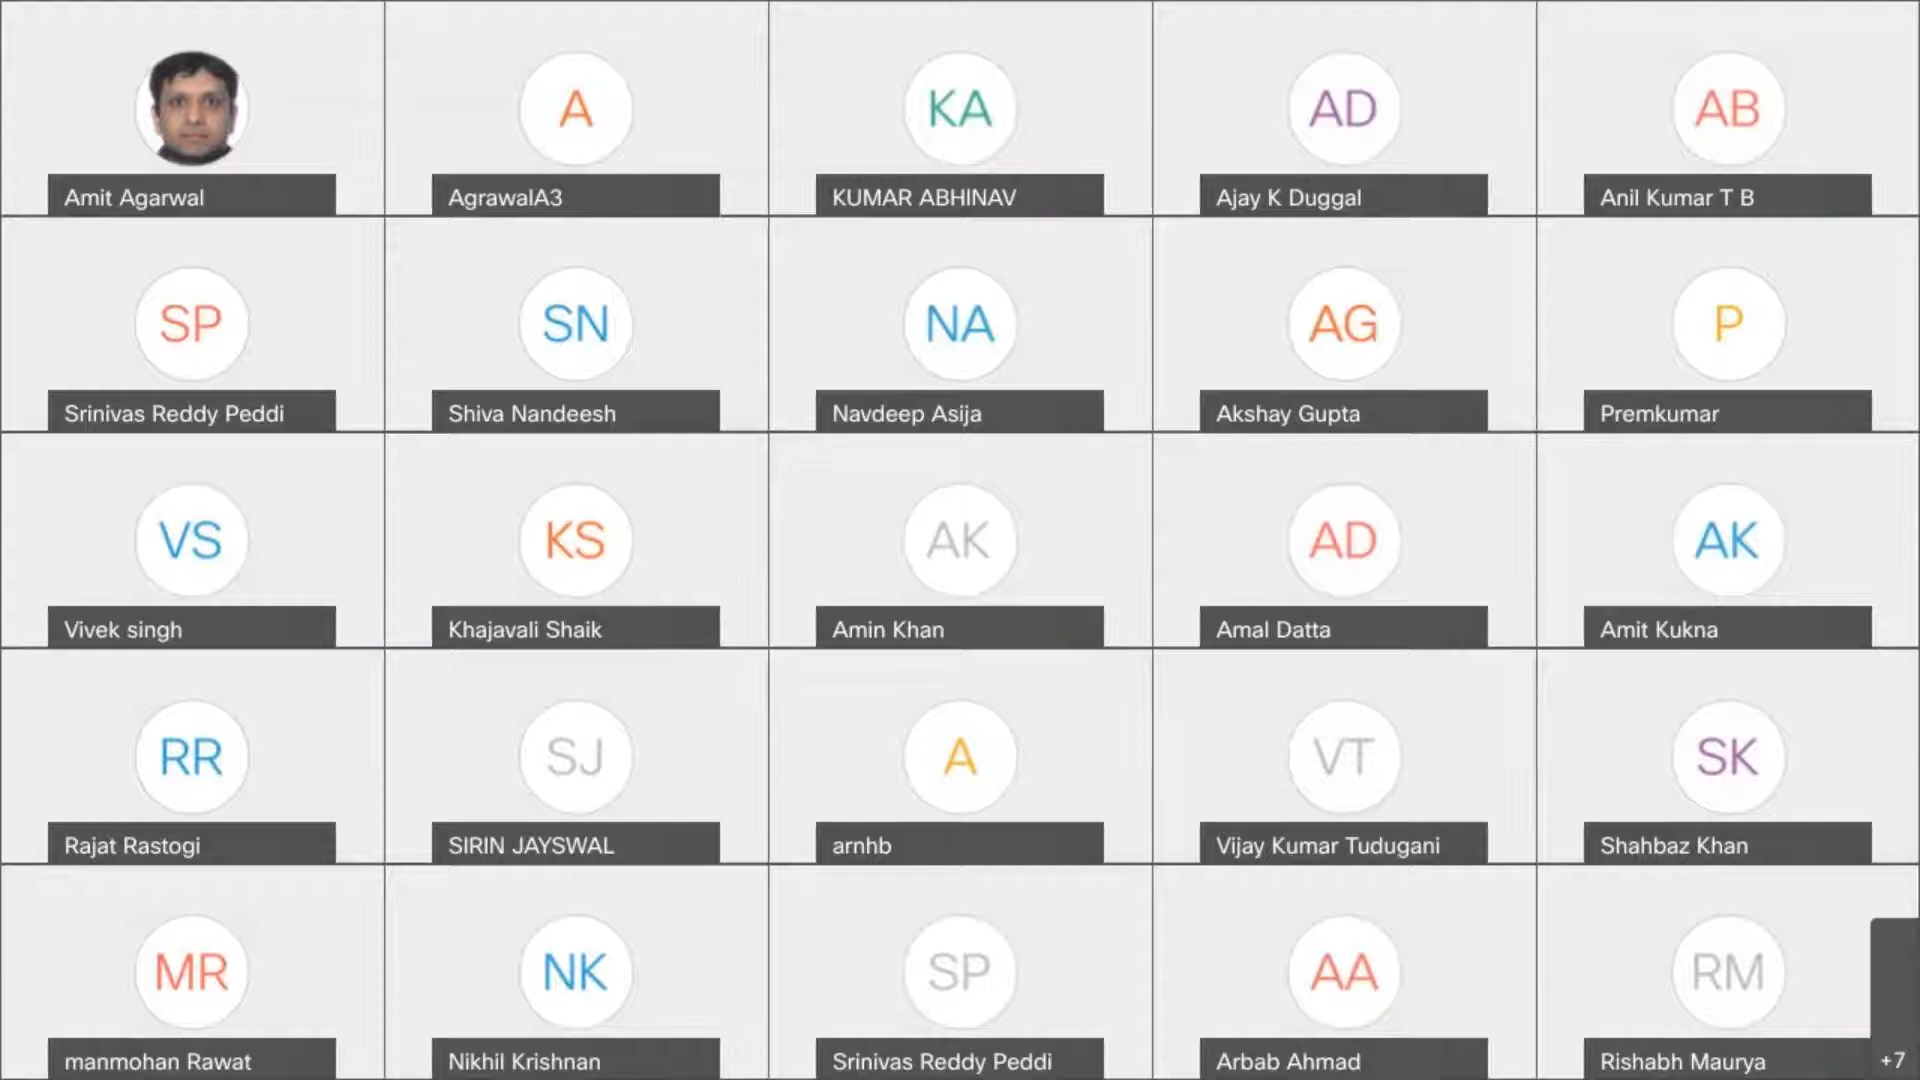 A
KA
AD
AB
Amit Agarwal
AgrawalA3
KUMAR ABHINAV
Ajay K Duggal
Anil Kumar T B
SP
SN
NA
AG
P
Srinivas Reddy Peddi
Shiva Nandeesh
Navdeep Asija
Akshay Gupta
Premkumar
VS
KS
AK
AD
AK
Vivek singh
Khajavali Shaik
Amin Khan
Amal Datta
Amit Kukna
RR
SJ
A
VT
SK
Rajat Rastogi
SIRIN JAYSWAL
arnhb
Vijay Kumar Tudugani
Shahbaz Khan
MR
NK
SP
AA
RM
manmohan Rawat
Nikhil Krishnan
Srinivas Reddy Peddi
Arbab Ahmad
Rishabh Maurya
+7